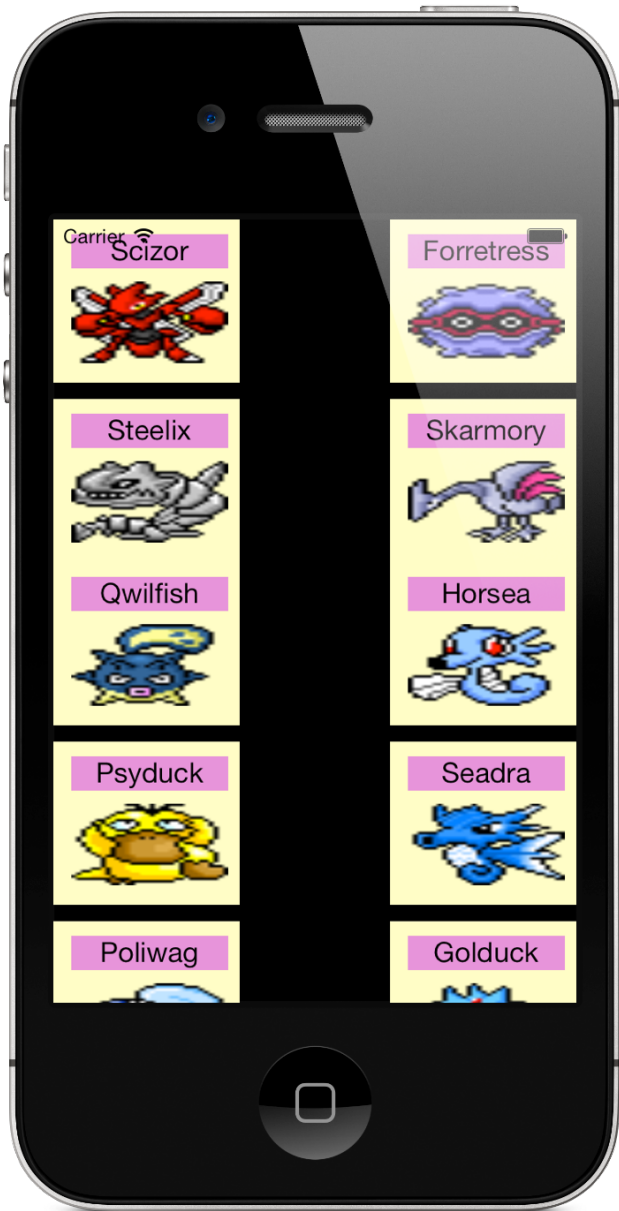 Carrier
Scizor
Forretress
Steelix
Skarmory
Qwilfish
Horsea
Psyduck
Seadra
Poliwag
Golduck